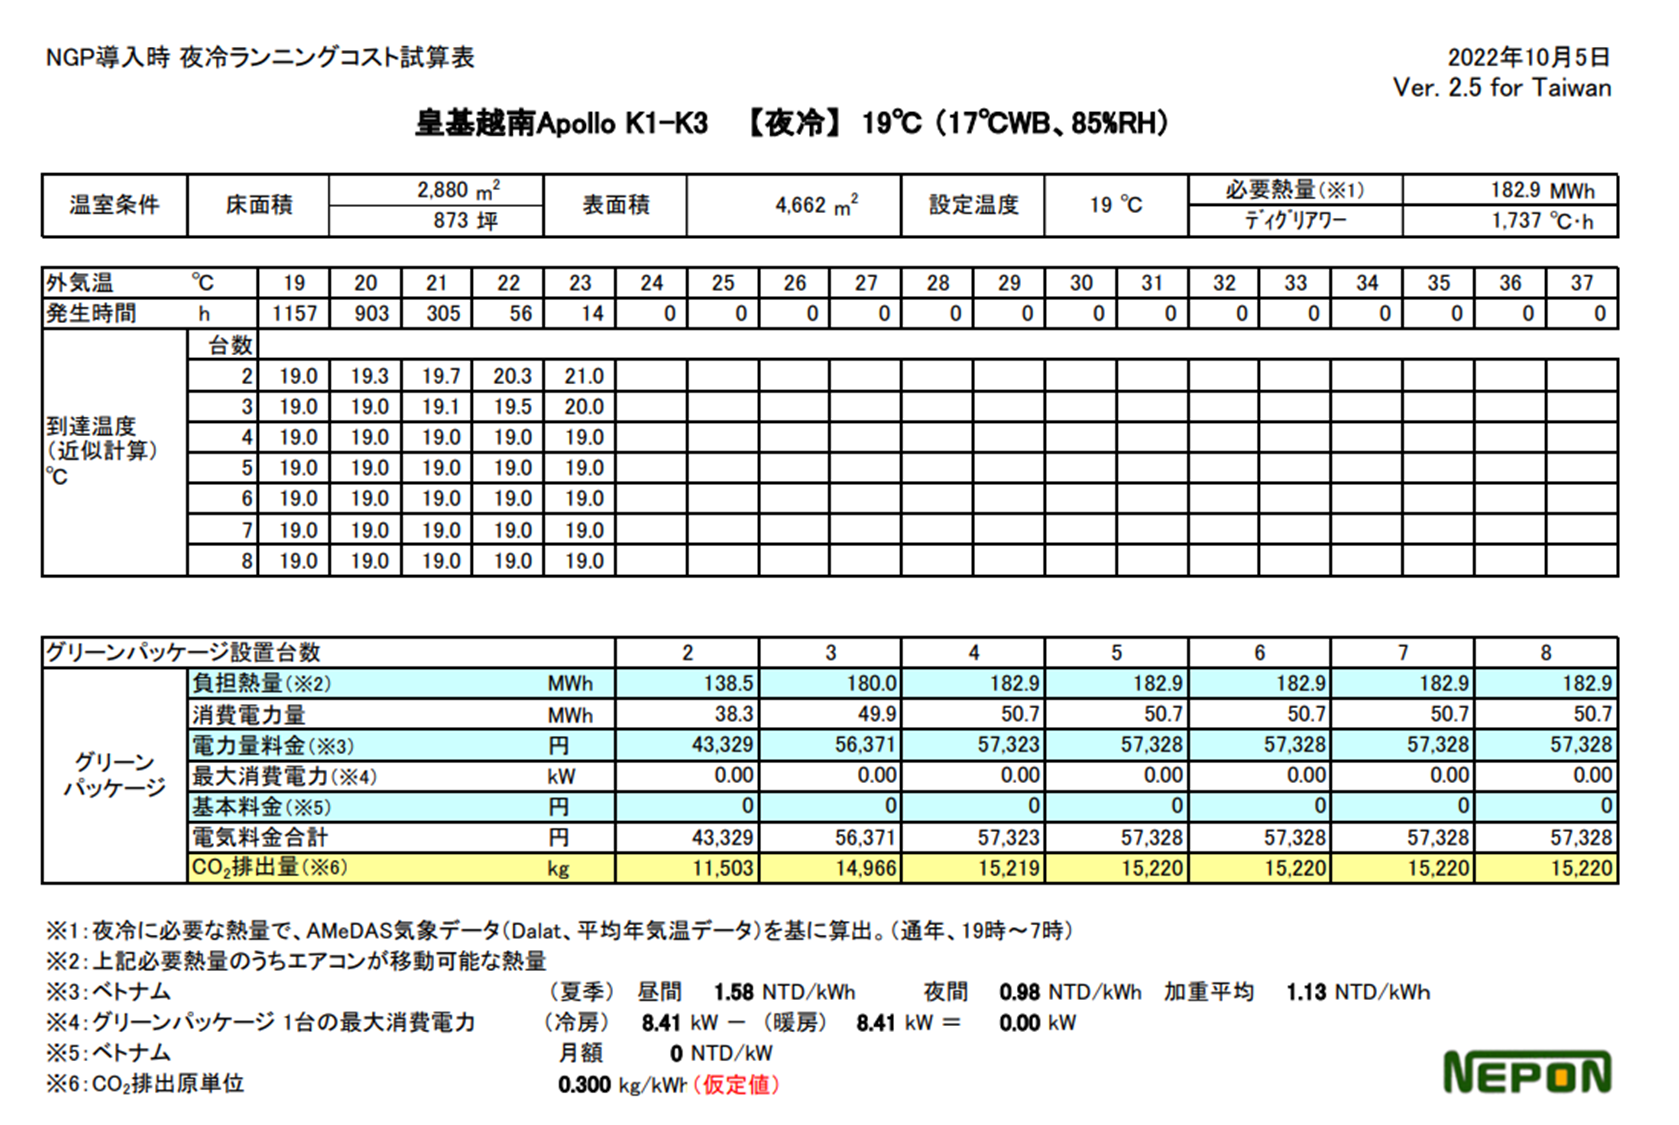 NGP導入時 夜冷ランニングコスト試算表
2022年10月5日
Ver. 2.5 for Taiwan
皇基越南Apollo K1-K3 【夜冷】 19℃ (17℃WB、85%RH)
温室条件 床面積 2,880 m² 表面積 4,662 m² 設定温度 19 ℃ 必要熱量(※1) 182.9 MWh
873 坪 ディグリアワー 1,737 ℃・h
外気温 ℃ 19 20 21 22 23 24 25 26 27 28 29 30 31 32 33 34 35 36 37
発生時間 h 1157 903 305 56 14 0 0 0 0 0 0 0 0 0 0 0 0 0 0
台数
到達温度
(近似計算)
℃
2 19.0 19.3 19.7 20.3 21.0
3 19.0 19.0 19.1 19.5 20.0
4 19.0 19.0 19.0 19.0 19.0
5 19.0 19.0 19.0 19.0 19.0
6 19.0 19.0 19.0 19.0 19.0
7 19.0 19.0 19.0 19.0 19.0
8 19.0 19.0 19.0 19.0 19.0
グリーンパッケージ設置台数 2 3 4 5 6 7 8
グリーン
パッケージ
負担熱量(※2) MWh 138.5 180.0 182.9 182.9 182.9 182.9 182.9
消費電力量 MWh 38.3 49.9 50.7 50.7 50.7 50.7 50.7
電力量料金(※3) 円 43,329 56,371 57,323 57,328 57,328 57,328 57,328
最大消費電力(※4) kW 0.00 0.00 0.00 0.00 0.00 0.00 0.00
基本料金(※5) 円 0 0 0 0 0 0 0
電気料金合計 円 43,329 56,371 57,323 57,328 57,328 57,328 57,328
CO₂排出量(※6) kg 11,503 14,966 15,219 15,220 15,220 15,220 15,220
※1：夜冷に必要な熱量で、AMeDAS気象データ(Dalat、平均年気温データ)を基に算出。(通年、19時～7時)
※2：上記必要熱量のうちエアコンが移動可能な熱量
※3：ベトナム (夏季) 昼間 1.58 NTD/kWh 夜間 0.98 NTD/kWh 加重平均 1.13 NTD/kWh
※4：グリーンパッケージ 1台の最大消費電力 (冷房) 8.41 kW － (暖房) 8.41 kW ＝ 0.00 kW
※5：ベトナム 月額 0 NTD/kW
※6：CO₂排出原単位 0.300 kg/kWh (仮定値)
NEPON